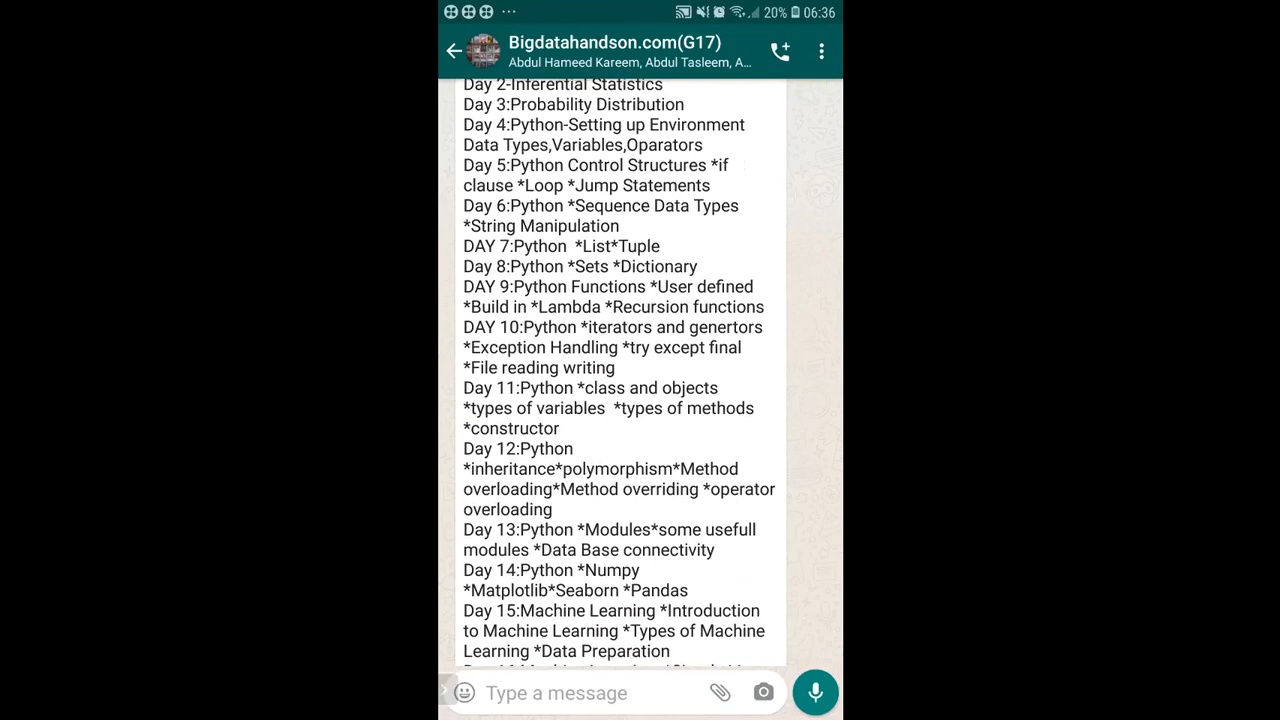 20% 06:36
Bigdatahandson.com(G17)
Abdul Hameed Kareem, Abdul Tasleem, A...
Day 2-Inferential Statistics
Day 3:Probability Distribution
Day 4:Python-Setting up Environment
Data Types,Variables,Oparators
Day 5:Python Control Structures *if
clause *Loop *Jump Statements
Day 6:Python *Sequence Data Types
*String Manipulation
DAY 7:Python  *List*Tuple
Day 8:Python *Sets *Dictionary
DAY 9:Python Functions *User defined
*Build in *Lambda *Recursion functions
DAY 10:Python *iterators and genertors
*Exception Handling *try except final
*File reading writing
Day 11:Python *class and objects
*types of variables  *types of methods
*constructor
Day 12:Python
*inheritance*polymorphism*Method
overloading*Method overriding *operator
overloading
Day 13:Python *Modules*some usefull
modules *Data Base connectivity
Day 14:Python *Numpy
*Matplotlib*Seaborn *Pandas
Day 15:Machine Learning *Introduction
to Machine Learning *Types of Machine
Learning *Data Preparation
Type a message